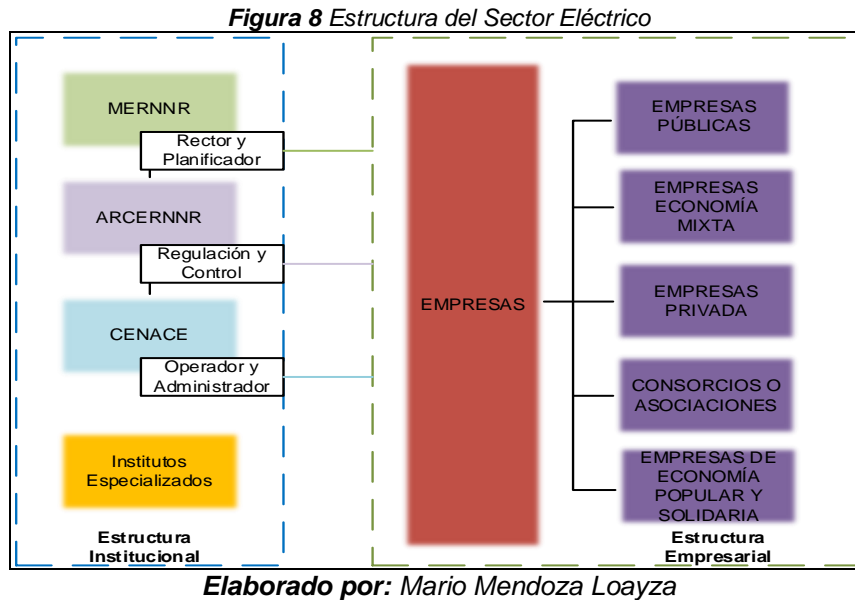 Figura 8 Estructura del Sector Eléctrico
MERNNR
Rector y
Planificador
ARCERNNR
Regulación y
Control
CENACE
Operador y
Administrador
Institutos
Especializados
Estructura
Institucional
EMPRESAS
EMPRESAS
PÚBLICAS
EMPRESAS
ECONOMÍA
MIXTA
EMPRESAS
PRIVADA
CONSORCIOS O
ASOCIACIONES
EMPRESAS DE
ECONOMÍA
POPULAR Y
SOLIDARIA
Estructura
Empresarial
Elaborado por: Mario Mendoza Loayza